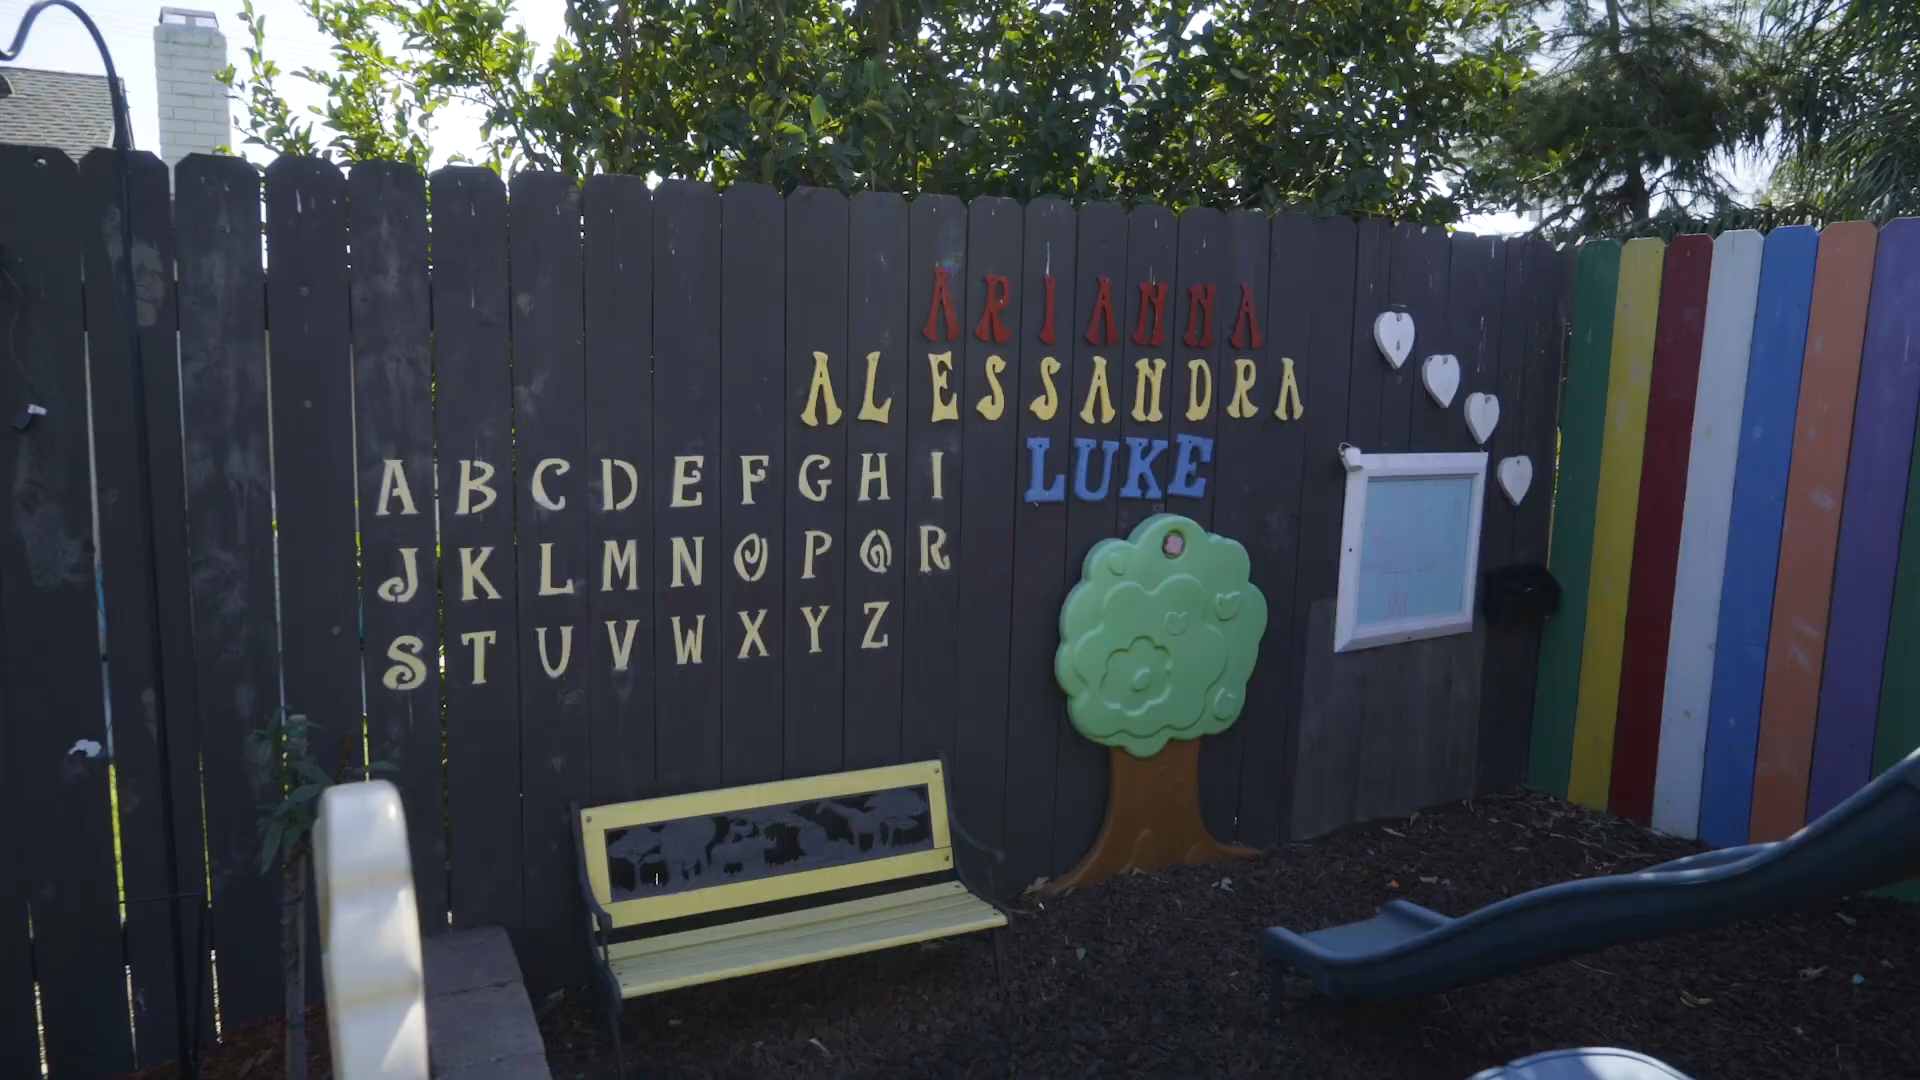 ARIANNA
ALESSANDRA
LUKE
A B C D E F G H I
J K L M N O P Q R
S T U V W X Y Z